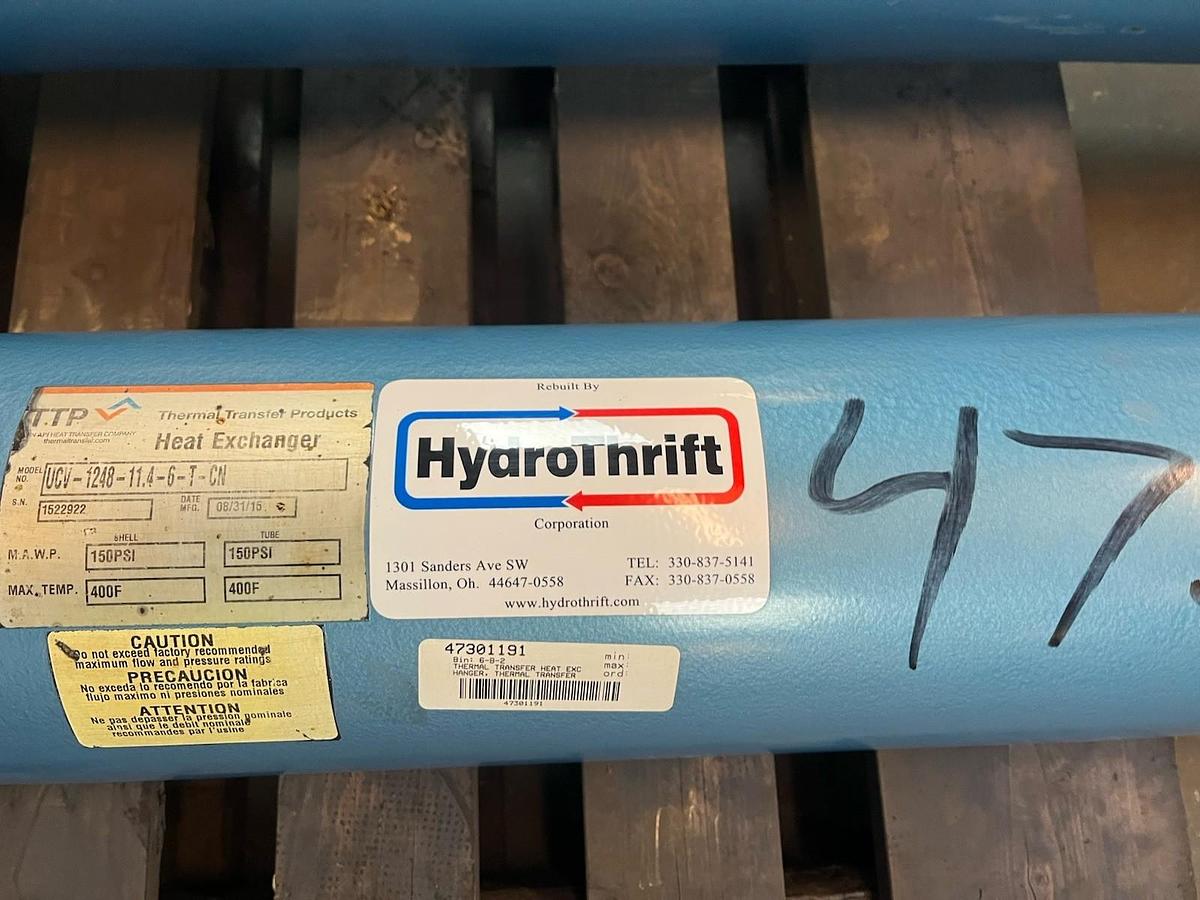 TTP
AN API HEAT TRANSFER COMPANY
thermaltransfer.com
Thermal Transfer Products
Heat Exchanger
MODEL NO. UCV-1248-11.4-6-T-CN
S.N. 1522922 DATE MFG. 08/31/15
SHELL TUBE
M.A.W.P. 150PSI 150PSI
MAX. TEMP. 400F 400F
CAUTION
Do not exceed factory recommended
maximum flow and pressure ratings
PRECAUCION
No exceda lo recomendo por la fabrica
flujo maximo ni presiones nominales
ATTENTION
Ne pas depasser la pression nominale
ainsi que le debit nominale
recommandes par l'usine
Rebuilt By
HydroThrift
Corporation
1301 Sanders Ave SW TEL: 330-837-5141
Massillon, Oh. 44647-0558 FAX: 330-837-0558
www.hydrothrift.com
47301191 min:
Bin: 6-B-2 max:
THERMAL TRANSFER HEAT EXC ord:
HANGER, THERMAL TRANSFER
47301191
47